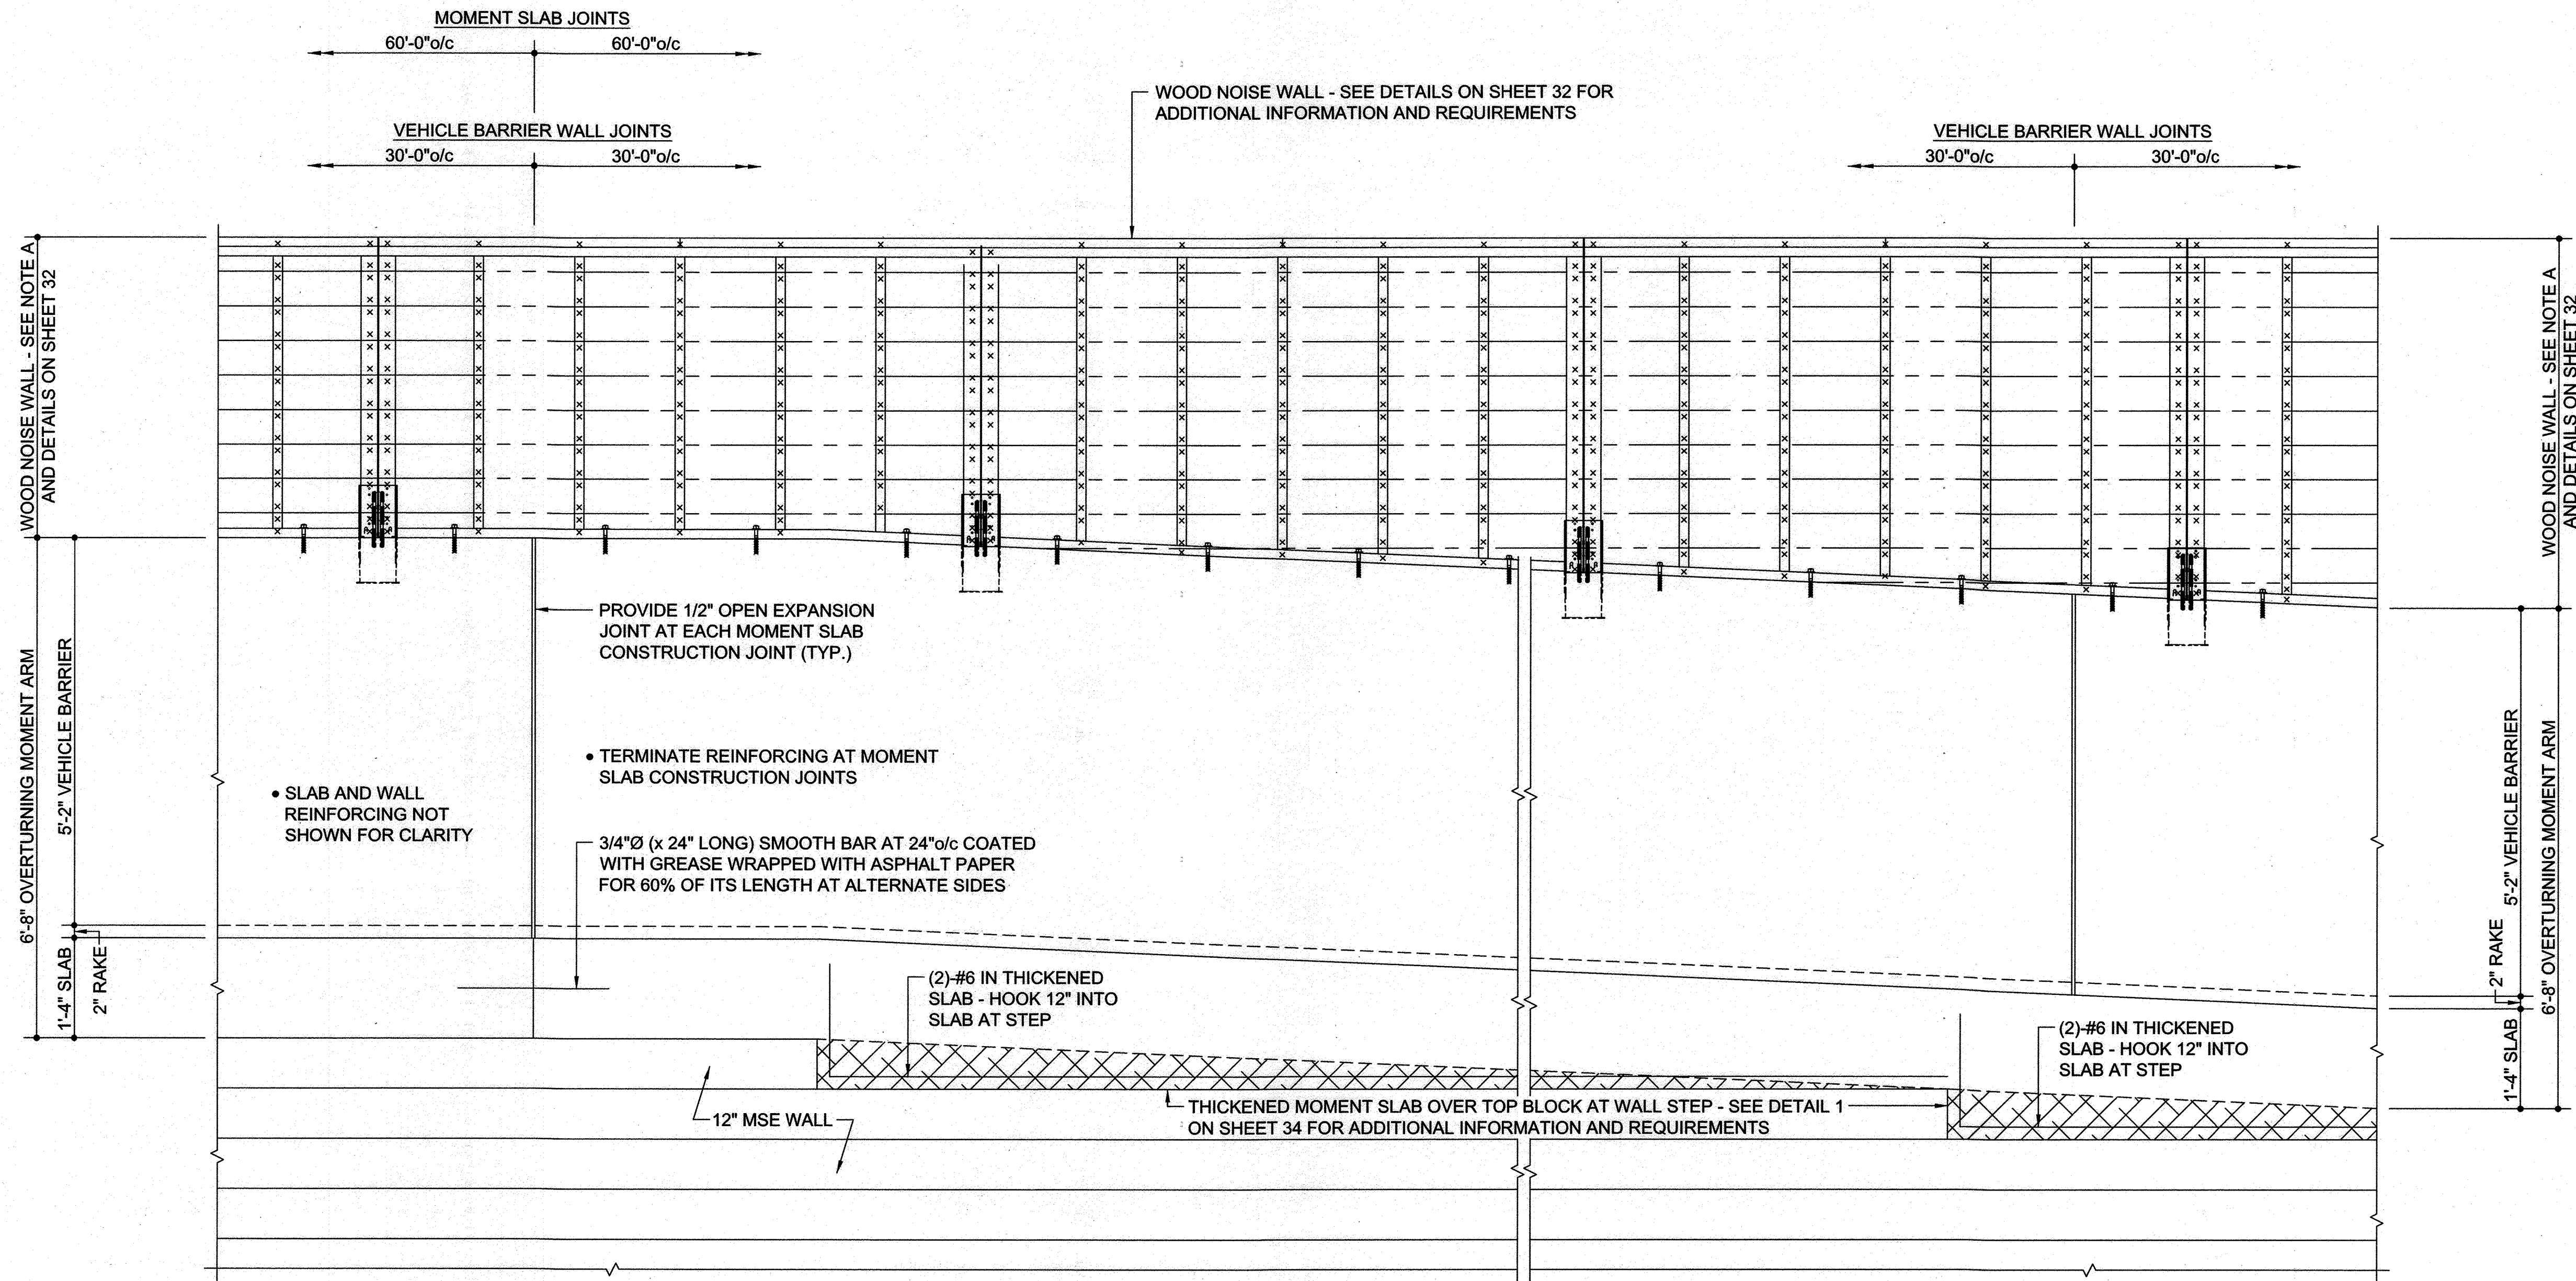 MOMENT SLAB JOINTS
60'-0"o/c 60'-0"o/c
WOOD NOISE WALL - SEE DETAILS ON SHEET 32 FOR
ADDITIONAL INFORMATION AND REQUIREMENTS
VEHICLE BARRIER WALL JOINTS
30'-0"o/c 30'-0"o/c
VEHICLE BARRIER WALL JOINTS
30'-0"o/c 30'-0"o/c
WOOD NOISE WALL - SEE NOTE A
AND DETAILS ON SHEET 32
WOOD NOISE WALL - SEE NOTE A
AND DETAILS ON SHEET 32
6'-8" OVERTURNING MOMENT ARM
5'-2" VEHICLE BARRIER
1'-4" SLAB
2" RAKE
PROVIDE 1/2" OPEN EXPANSION
JOINT AT EACH MOMENT SLAB
CONSTRUCTION JOINT (TYP.)
• TERMINATE REINFORCING AT MOMENT
SLAB CONSTRUCTION JOINTS
• SLAB AND WALL
REINFORCING NOT
SHOWN FOR CLARITY
3/4"Ø (x 24" LONG) SMOOTH BAR AT 24"o/c COATED
WITH GREASE WRAPPED WITH ASPHALT PAPER
FOR 60% OF ITS LENGTH AT ALTERNATE SIDES
(2)-#6 IN THICKENED
SLAB - HOOK 12" INTO
SLAB AT STEP
(2)-#6 IN THICKENED
SLAB - HOOK 12" INTO
SLAB AT STEP
12" MSE WALL
THICKENED MOMENT SLAB OVER TOP BLOCK AT WALL STEP - SEE DETAIL 1
ON SHEET 34 FOR ADDITIONAL INFORMATION AND REQUIREMENTS
2" RAKE
5'-2" VEHICLE BARRIER
1'-4" SLAB
6'-8" OVERTURNING MOMENT ARM